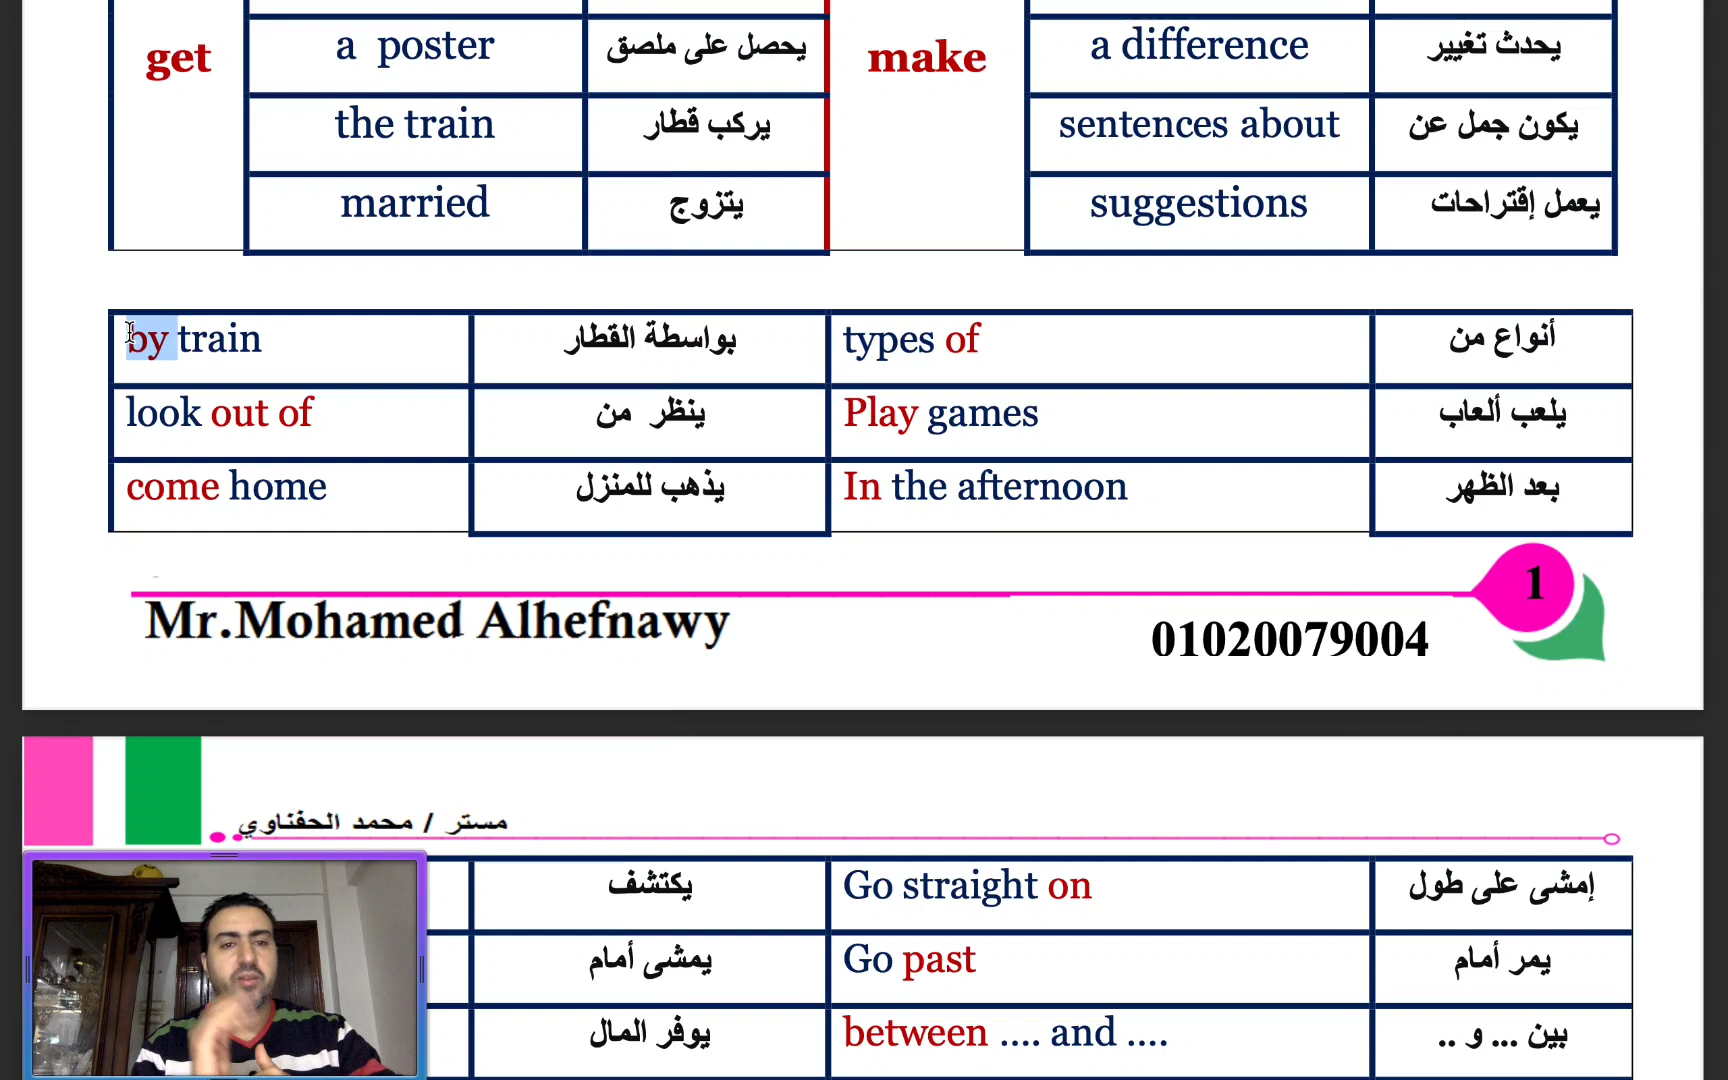 get a poster يحصل على ملصق make a difference يحدث تغيير
the train يركب قطار sentences about يكون جمل عن
married يتزوج suggestions يعمل إقتراحات
by train بواسطة القطار types of أنواع من
look out of ينظر من Play games يلعب ألعاب
come home يذهب للمنزل In the afternoon بعد الظهر
Mr.Mohamed Alhefnawy 01020079004 1
مستر / محمد الحفناوي
يكتشف Go straight on إمشى على طول
يمشى أمام Go past يمر أمام
يوفر المال between .... and .... بين ... و ..